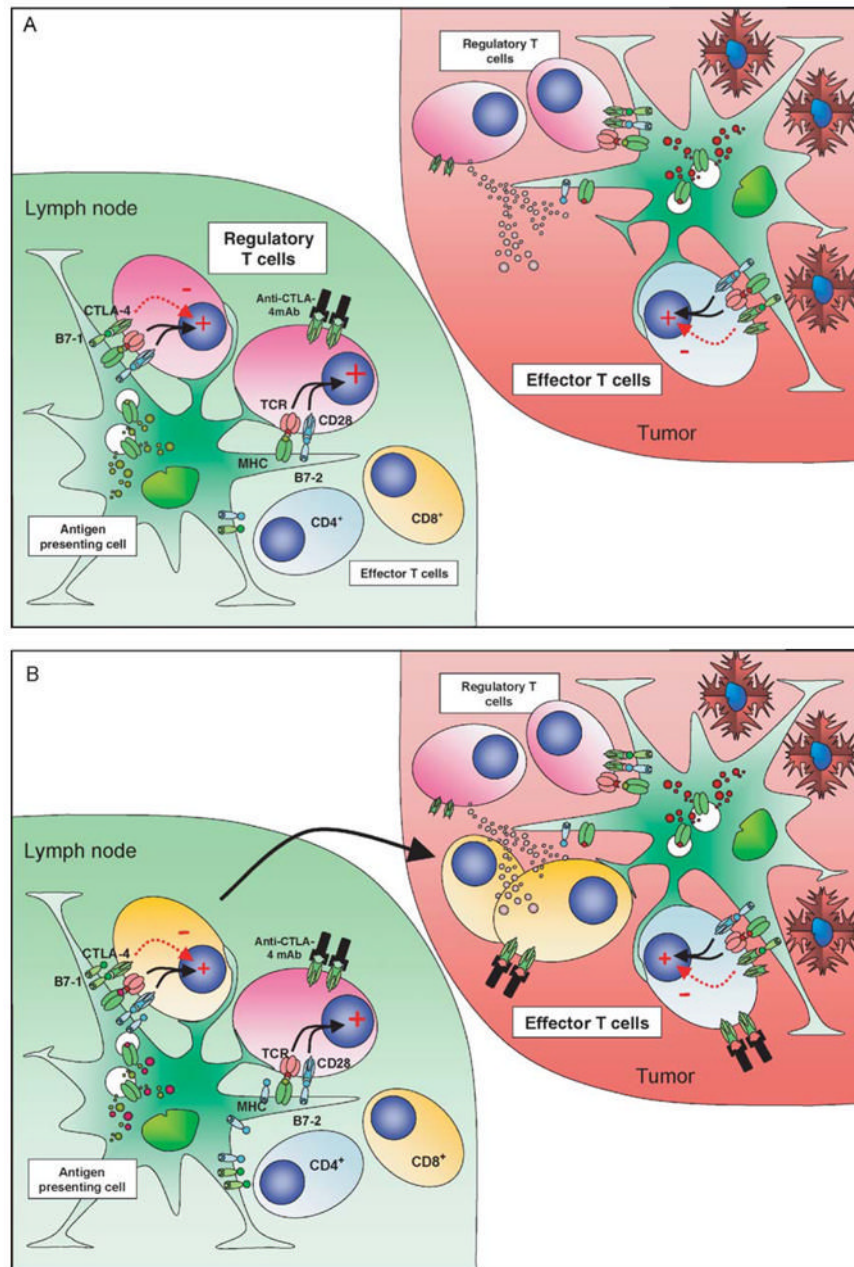 A
Regulatory T
cells
Lymph node
Regulatory
T cells
CTLA-4
B7-1
-
+
Anti-CTLA-
4mAb
+
TCR
CD28
MHC
B7-2
CD4+
CD8+
Antigen
presenting cell
Effector T cells
+
-
Effector T cells
Tumor
B
Regulatory T
cells
Lymph node
CTLA-4
B7-1
-
+
Anti-CTLA-
4 mAb
+
TCR
CD28
MHC
B7-2
CD4+
CD8+
Antigen
presenting cell
+
-
Effector T cells
Tumor